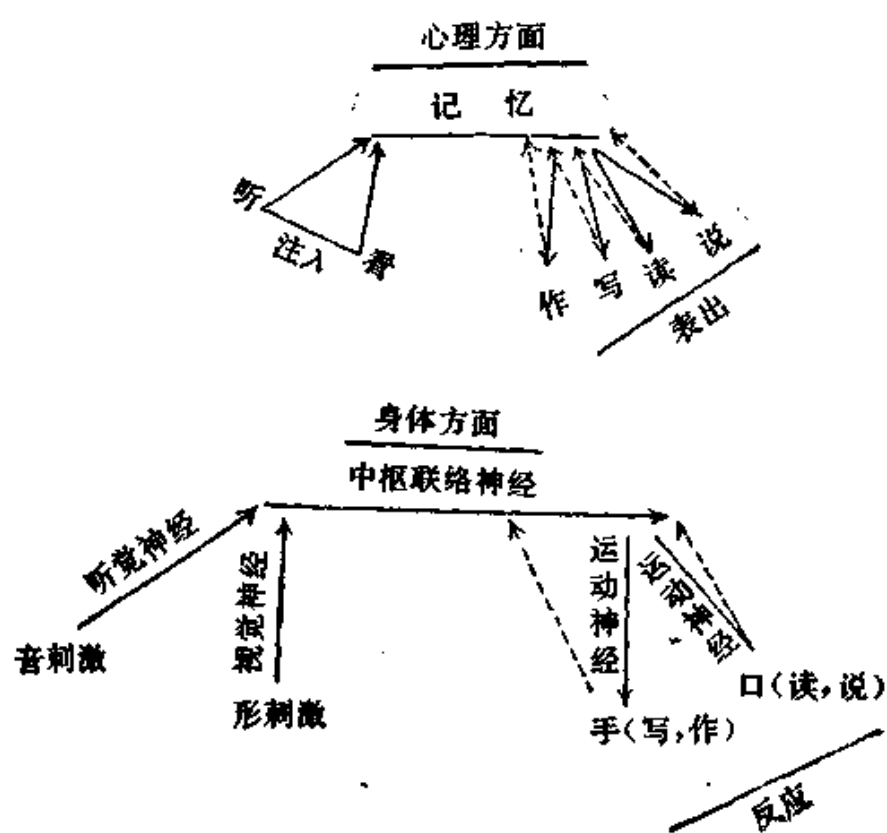 心理方面
记 忆
听
注入
看
作 写 读 说
表出
身体方面
中枢联络神经
听觉神经
视觉神经
运动神经
运动神经
音刺激
形刺激
手(写,作)
口(读,说)
反应